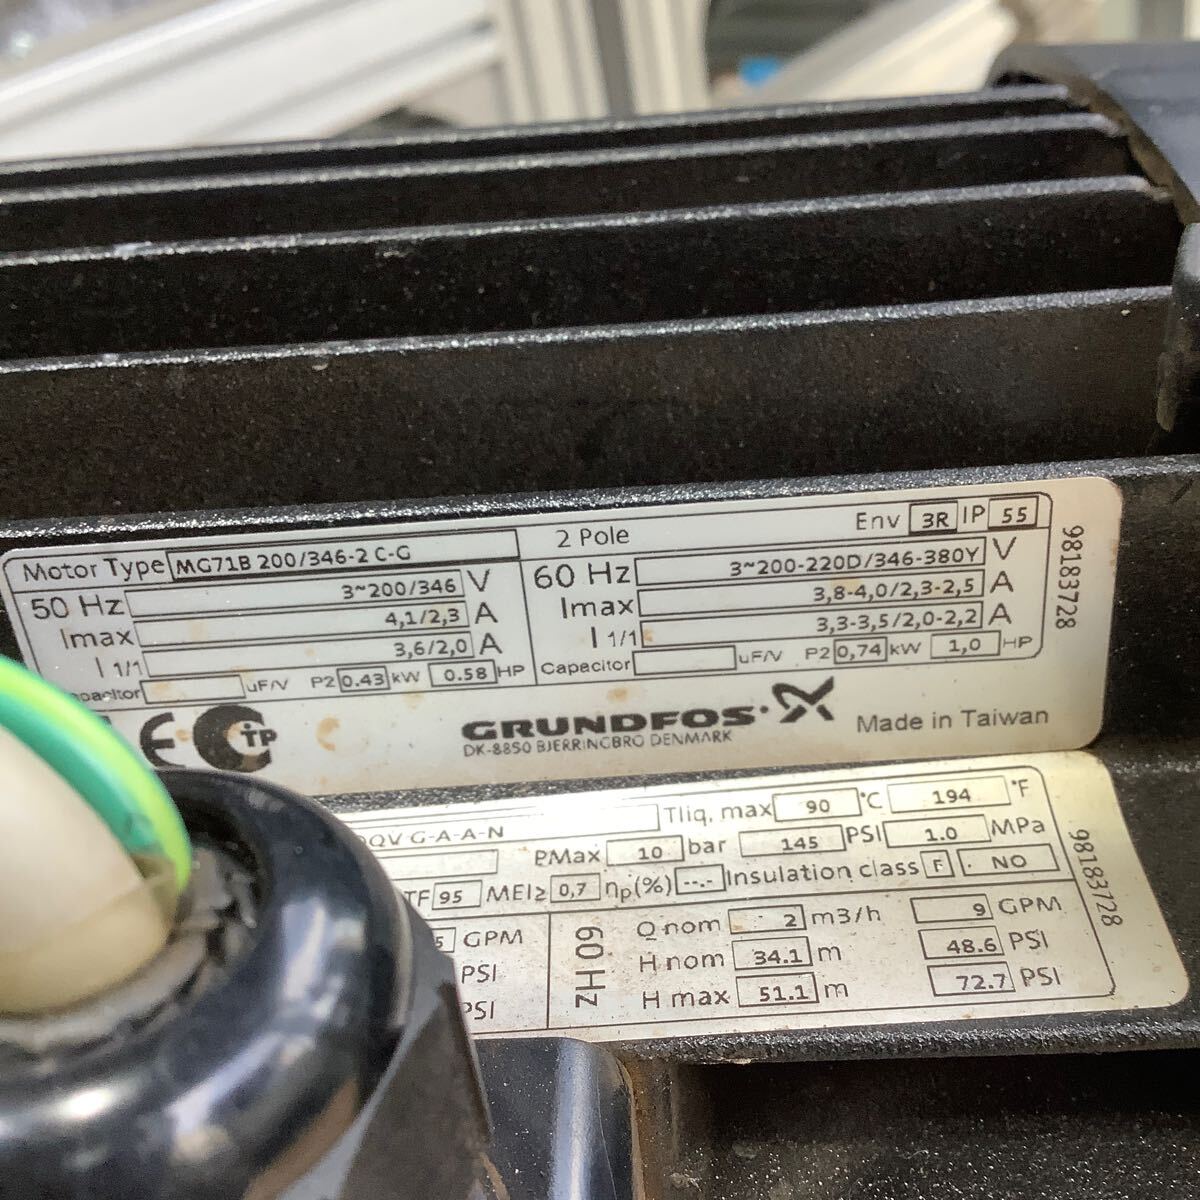 Motor Type MG71B 200/346-2 C-G 2 Pole Env 3R IP 55
50 Hz 3~200/346 V 60 Hz 3~200-220D/346-380Y V
Imax 4,1/2,3 A Imax 3,8-4,0/2,3-2,5 A
I 1/1 3,6/2,0 A I 1/1 3,3-3,5/2,0-2,2 A
Capacitor uF/V P2 0.43 kW 0.58 HP Capacitor uF/V P2 0,74 kW 1,0 HP
98183728
CE TP GRUNDFOS X Made in Taiwan
DK-8850 BJERRINGBRO DENMARK
QQV G-A-A-N Tliq. max 90 °C 194 °F
PMax 10 bar 145 PSI 1.0 MPa
TF 95 MEI≥ 0,7 ηp(%) --.- Insulation class F NO
GPM 60 Hz Q nom 2 m3/h 9 GPM
PSI H nom 34.1 m 48.6 PSI
PSI H max 51.1 m 72.7 PSI
98183728